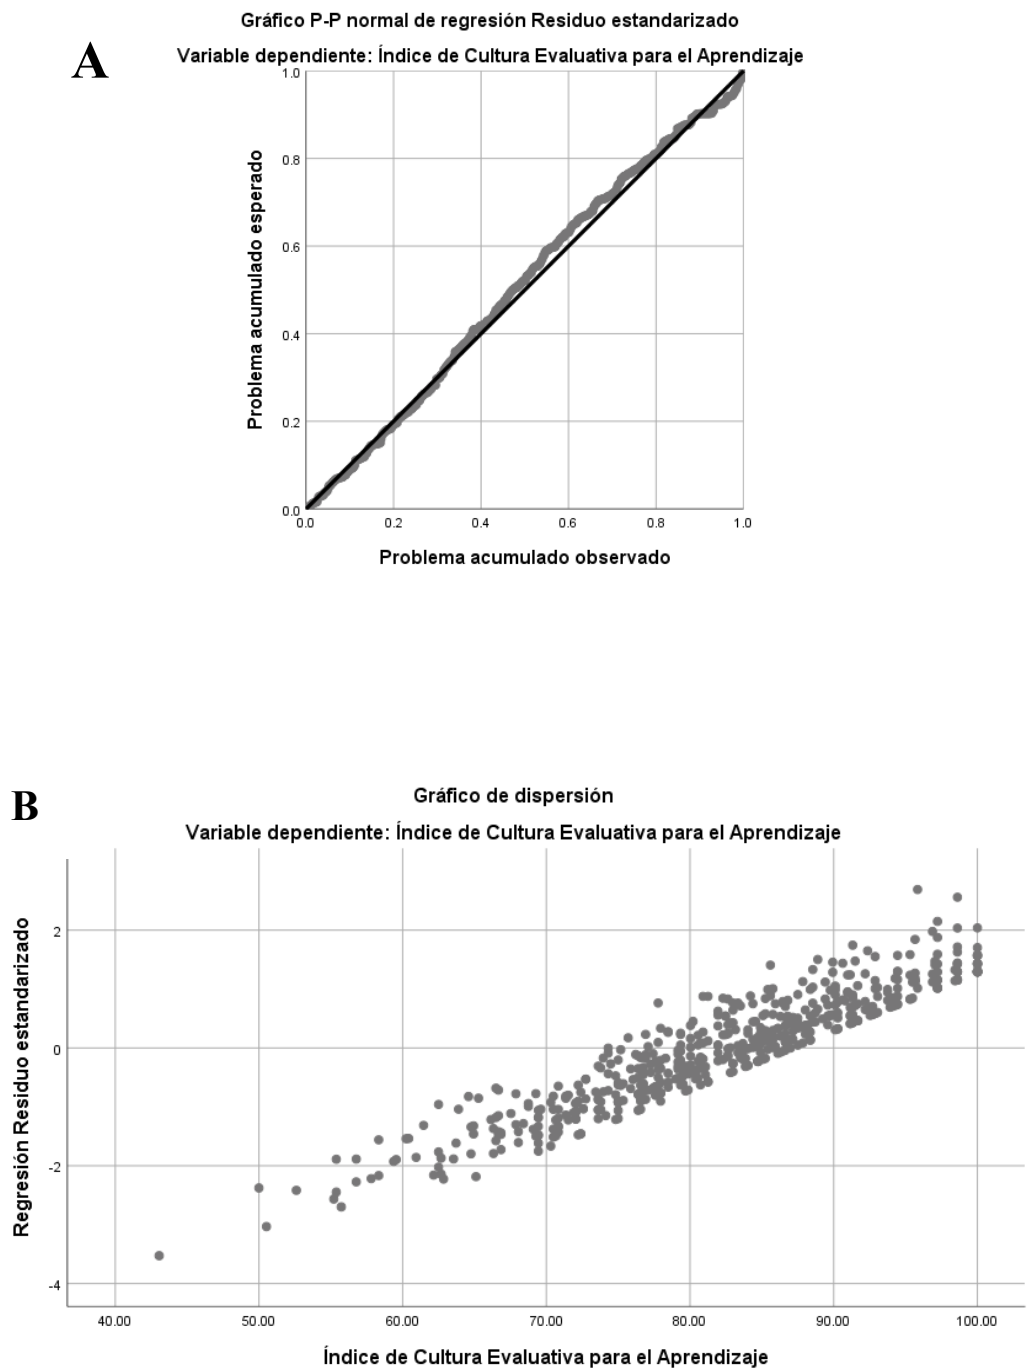 Gráfico P-P normal de regresión Residuo estandarizado
A
Variable dependiente: Índice de Cultura Evaluativa para el Aprendizaje
Problema acumulado esperado
1.0
0.8
0.6
0.4
0.2
0.0
0.0 0.2 0.4 0.6 0.8 1.0
Problema acumulado observado
B
Gráfico de dispersión
Variable dependiente: Índice de Cultura Evaluativa para el Aprendizaje
Regresión Residuo estandarizado
2
0
-2
-4
40.00 50.00 60.00 70.00 80.00 90.00 100.00
Índice de Cultura Evaluativa para el Aprendizaje